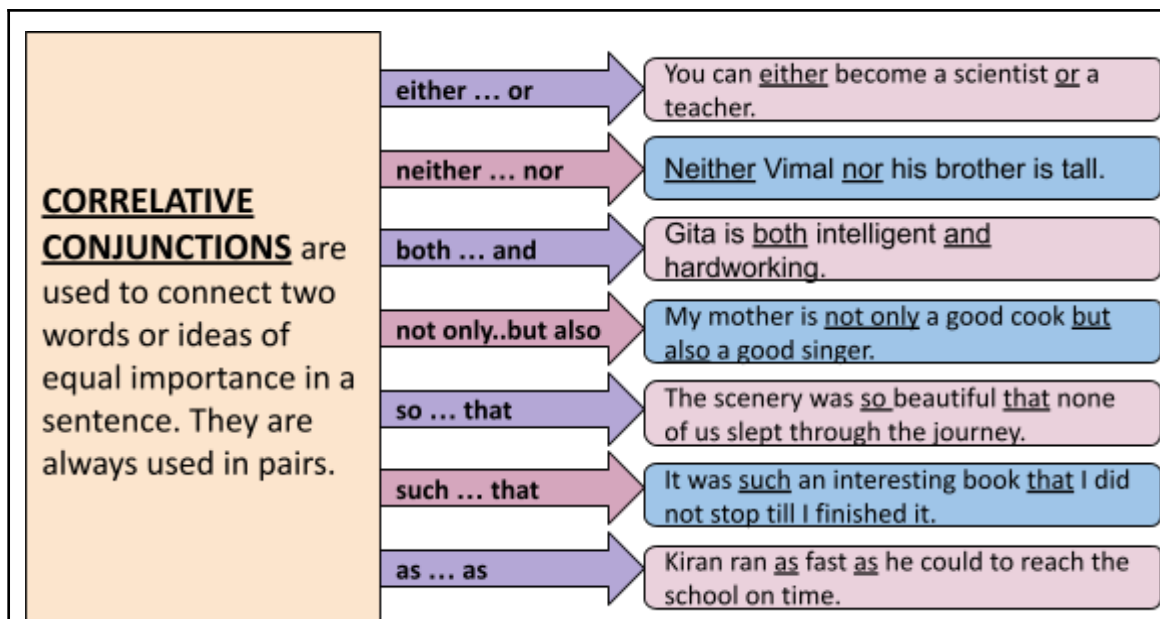 CORRELATIVE
CONJUNCTIONS are
used to connect two
words or ideas of
equal importance in a
sentence. They are
always used in pairs.
either ... or
You can either become a scientist or a
teacher.
neither ... nor
Neither Vimal nor his brother is tall.
both ... and
Gita is both intelligent and
hardworking.
not only..but also
My mother is not only a good cook but
also a good singer.
so ... that
The scenery was so beautiful that none
of us slept through the journey.
such ... that
It was such an interesting book that I did
not stop till I finished it.
as ... as
Kiran ran as fast as he could to reach the
school on time.